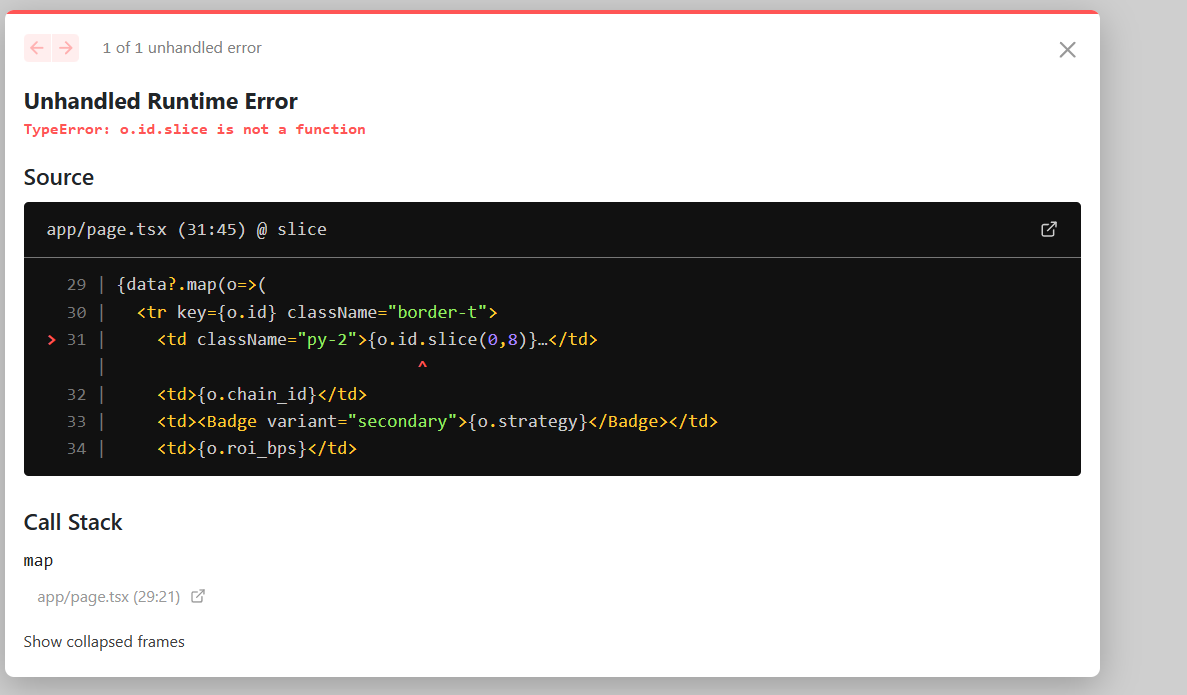 1 of 1 unhandled error
Unhandled Runtime Error
TypeError: o.id.slice is not a function
Source
app/page.tsx (31:45) @ slice
29 | {data?.map(o=>(
30 |   <tr key={o.id} className="border-t">
> 31 |     <td className="py-2">{o.id.slice(0,8)}…</td>
|                               ^
32 |     <td>{o.chain_id}</td>
33 |     <td><Badge variant="secondary">{o.strategy}</Badge></td>
34 |     <td>{o.roi_bps}</td>
Call Stack
map
app/page.tsx (29:21)
Show collapsed frames